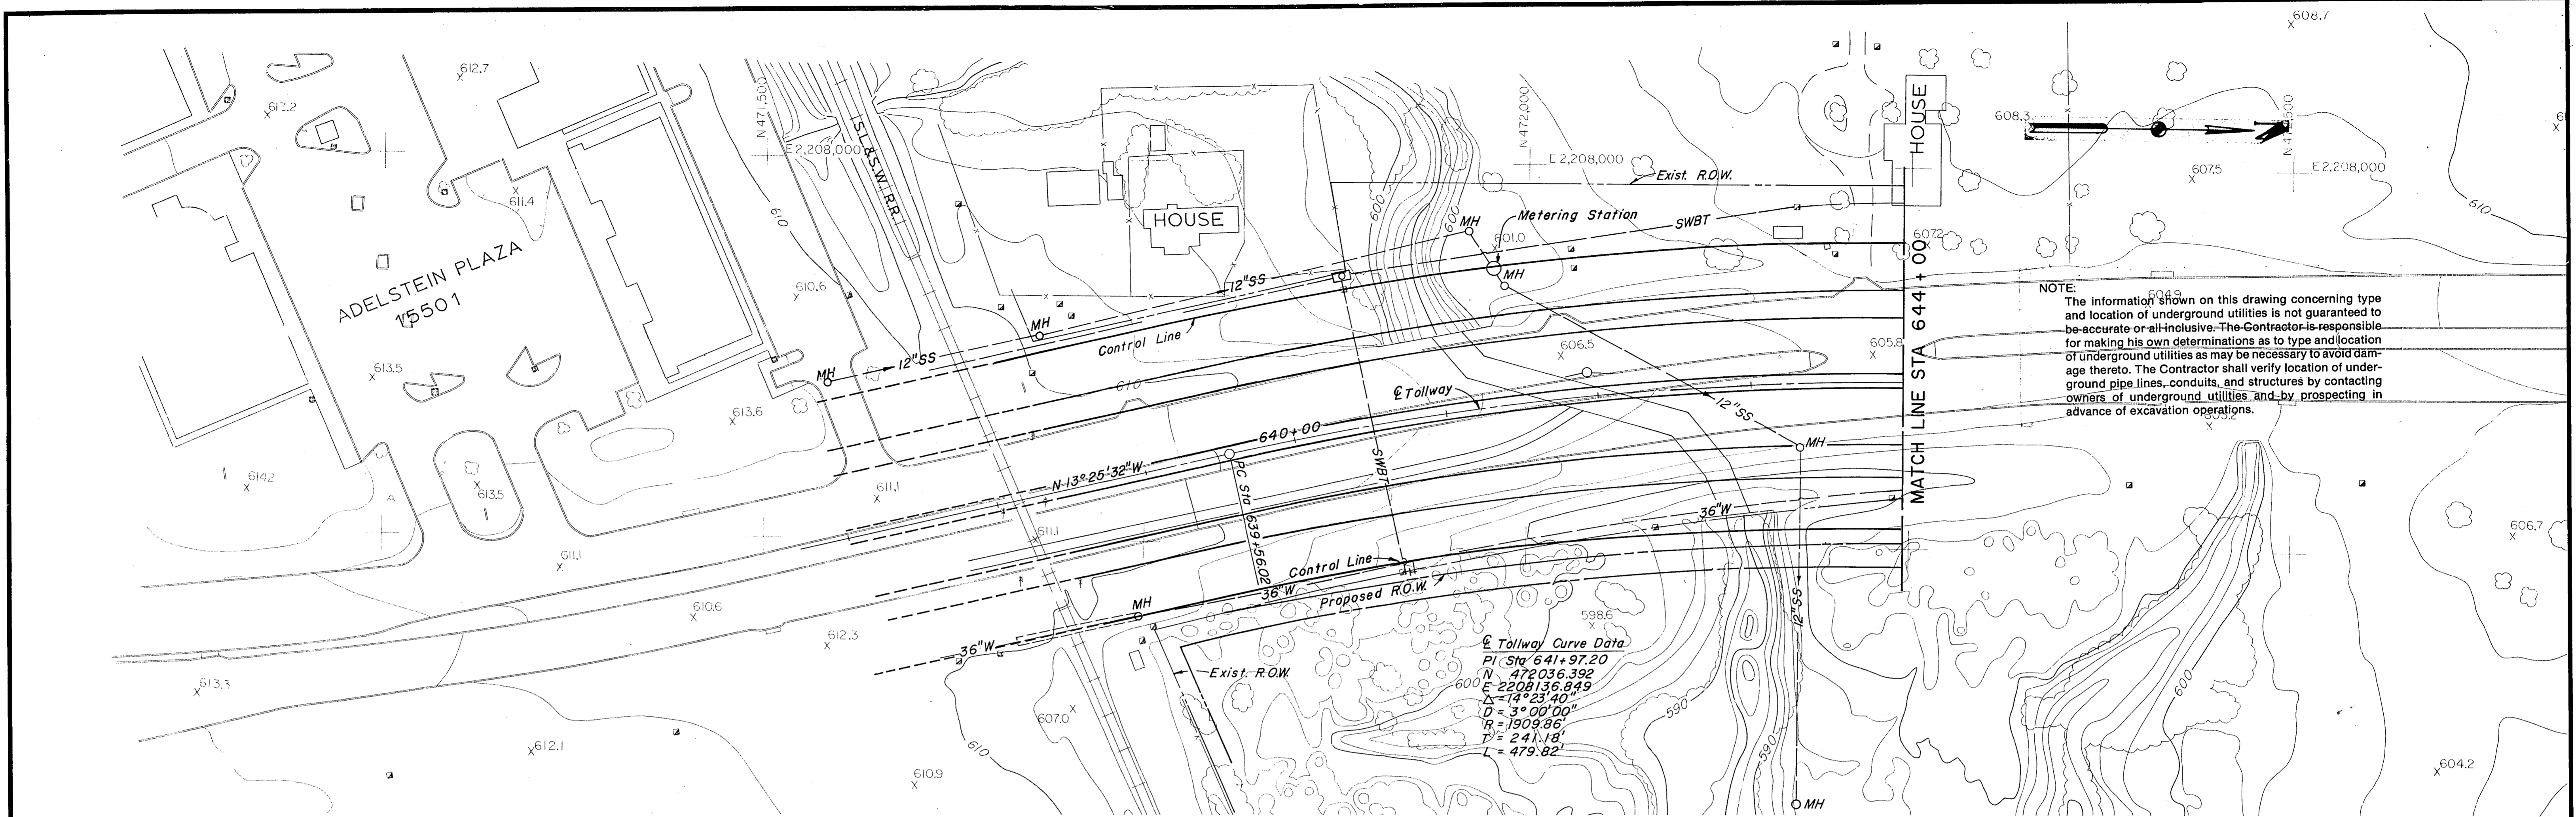 608.7
612.7
613.2
N 471,500
E 2,208,000
S.L.&S.W. R.R.
N 472,000
E 2,208,000
HOUSE
608.3
607.5
E 2,208,000
611.4
610
Exist. R.O.W.
600
600
MH
Metering Station
SWBT
601.0
MH
607.2
610
HOUSE
ADELSTEIN PLAZA
15501
610.6
12"SS
MH
Control Line
12"SS
MH
613.5
613.6
610
606.5
605.8
MATCH LINE STA 644+00
604.9
NOTE:
The information shown on this drawing concerning type
and location of underground utilities is not guaranteed to
be accurate or all inclusive. The Contractor is responsible
for making his own determinations as to type and location
of underground utilities as may be necessary to avoid dam-
age thereto. The Contractor shall verify location of under-
ground pipe lines, conduits, and structures by contacting
owners of underground utilities and by prospecting in
advance of excavation operations.
℄ Tollway
12"SS
MH
640+00
N 13°25'32"W
PC Sta 639+56.02
SWBT
614.2
613.5
611.1
611.1
611.1
36"W
606.7
Control Line
36"W
Proposed R.O.W.
MH
12"SS
610.6
612.3
36"W
598.6
613.3
Exist. R.O.W.
℄ Tollway Curve Data
PI Sta 641+97.20
N 472036.392
E 2208136.849
Δ = 14°23'40"
D = 3°00'00"
R = 1909.86'
T = 241.18'
L = 479.82'
600
590
590
600
607.0
612.1
610
610.9
604.2
MH